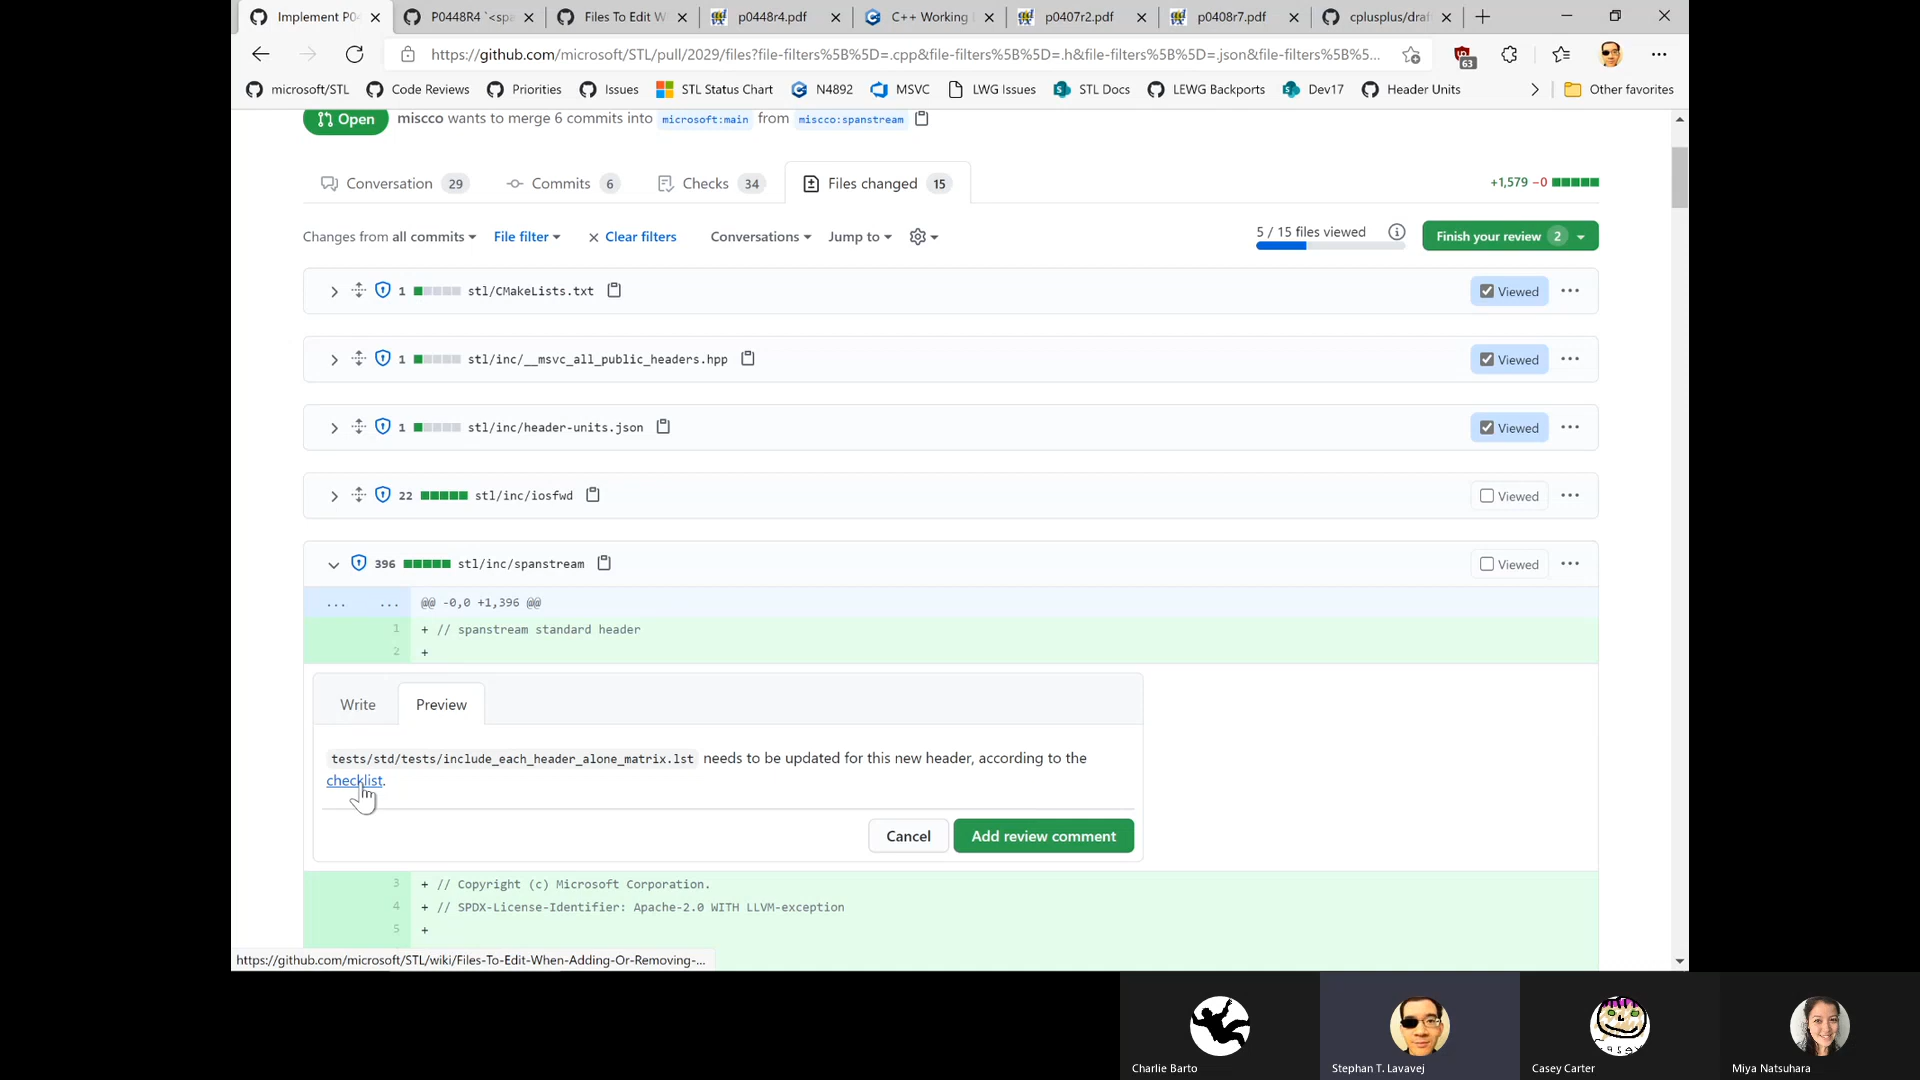 Implement P0
P0448R4 `<spa
Files To Edit W
p0448r4.pdf
C++ Working
p0407r2.pdf
p0408r7.pdf
cplusplus/draf
https://github.com/microsoft/STL/pull/2029/files?file-filters%5B%5D=.cpp&file-filters%5B%5D=.h&file-filters%5B%5D=.json&file-filters%5B%5...
63
microsoft/STL
Code Reviews
Priorities
Issues
STL Status Chart
N4892
MSVC
LWG Issues
STL Docs
LEWG Backports
Dev17
Header Units
Other favorites
Open miscco wants to merge 6 commits into microsoft:main from miscco:spanstream
Conversation 29 Commits 6 Checks 34 Files changed 15
+1,579 −0
Changes from all commits File filter Clear filters Conversations Jump to
5 / 15 files viewed
Finish your review 2
1 stl/CMakeLists.txt Viewed
1 stl/inc/__msvc_all_public_headers.hpp Viewed
1 stl/inc/header-units.json Viewed
22 stl/inc/iosfwd Viewed
396 stl/inc/spanstream Viewed
... ... @@ -0,0 +1,396 @@
1 + // spanstream standard header
2 +
Write Preview
tests/std/tests/include_each_header_alone_matrix.lst needs to be updated for this new header, according to the
checklist.
Cancel Add review comment
3 + // Copyright (c) Microsoft Corporation.
4 + // SPDX-License-Identifier: Apache-2.0 WITH LLVM-exception
5 +
https://github.com/microsoft/STL/wiki/Files-To-Edit-When-Adding-Or-Removing-...
Charlie Barto
Stephan T. Lavavej
Casey Carter
Miya Natsuhara